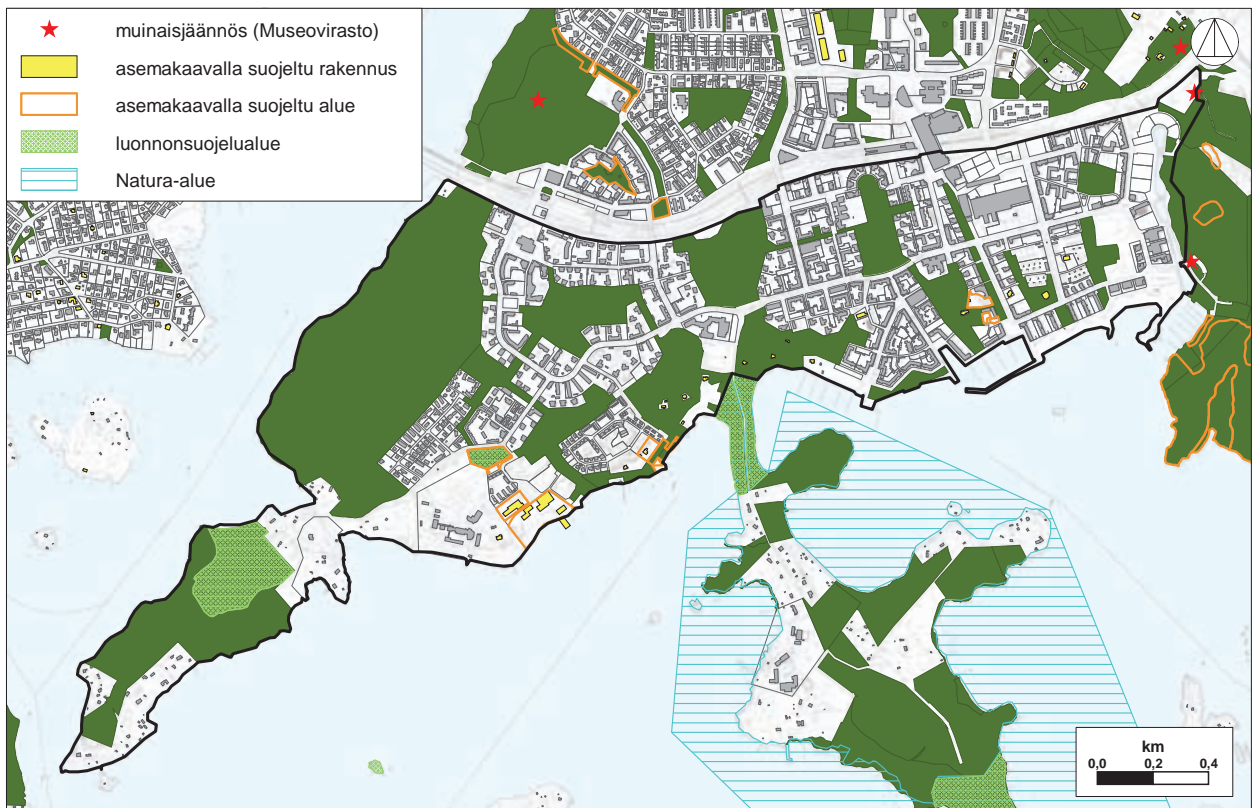 muinaisjäännös (Museovirasto)
asemakaavalla suojeltu rakennus
asemakaavalla suojeltu alue
luonnonsuojelualue
Natura-alue
km
0,0 0,2 0,4